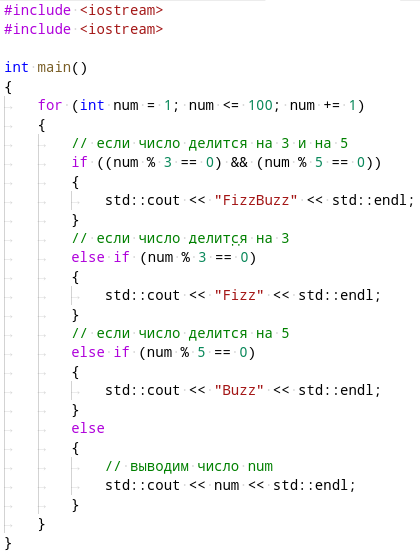 #include <iostream>
#include <iostream>

int main()
{
    for (int num = 1; num <= 100; num += 1)
    {
        // если число делится на 3 и на 5
        if ((num % 3 == 0) && (num % 5 == 0))
        {
            std::cout << "FizzBuzz" << std::endl;
        }
        // если число делится на 3
        else if (num % 3 == 0)
        {
            std::cout << "Fizz" << std::endl;
        }
        // если число делится на 5
        else if (num % 5 == 0)
        {
            std::cout << "Buzz" << std::endl;
        }
        else
        {
            // выводим число num
            std::cout << num << std::endl;
        }
    }
}